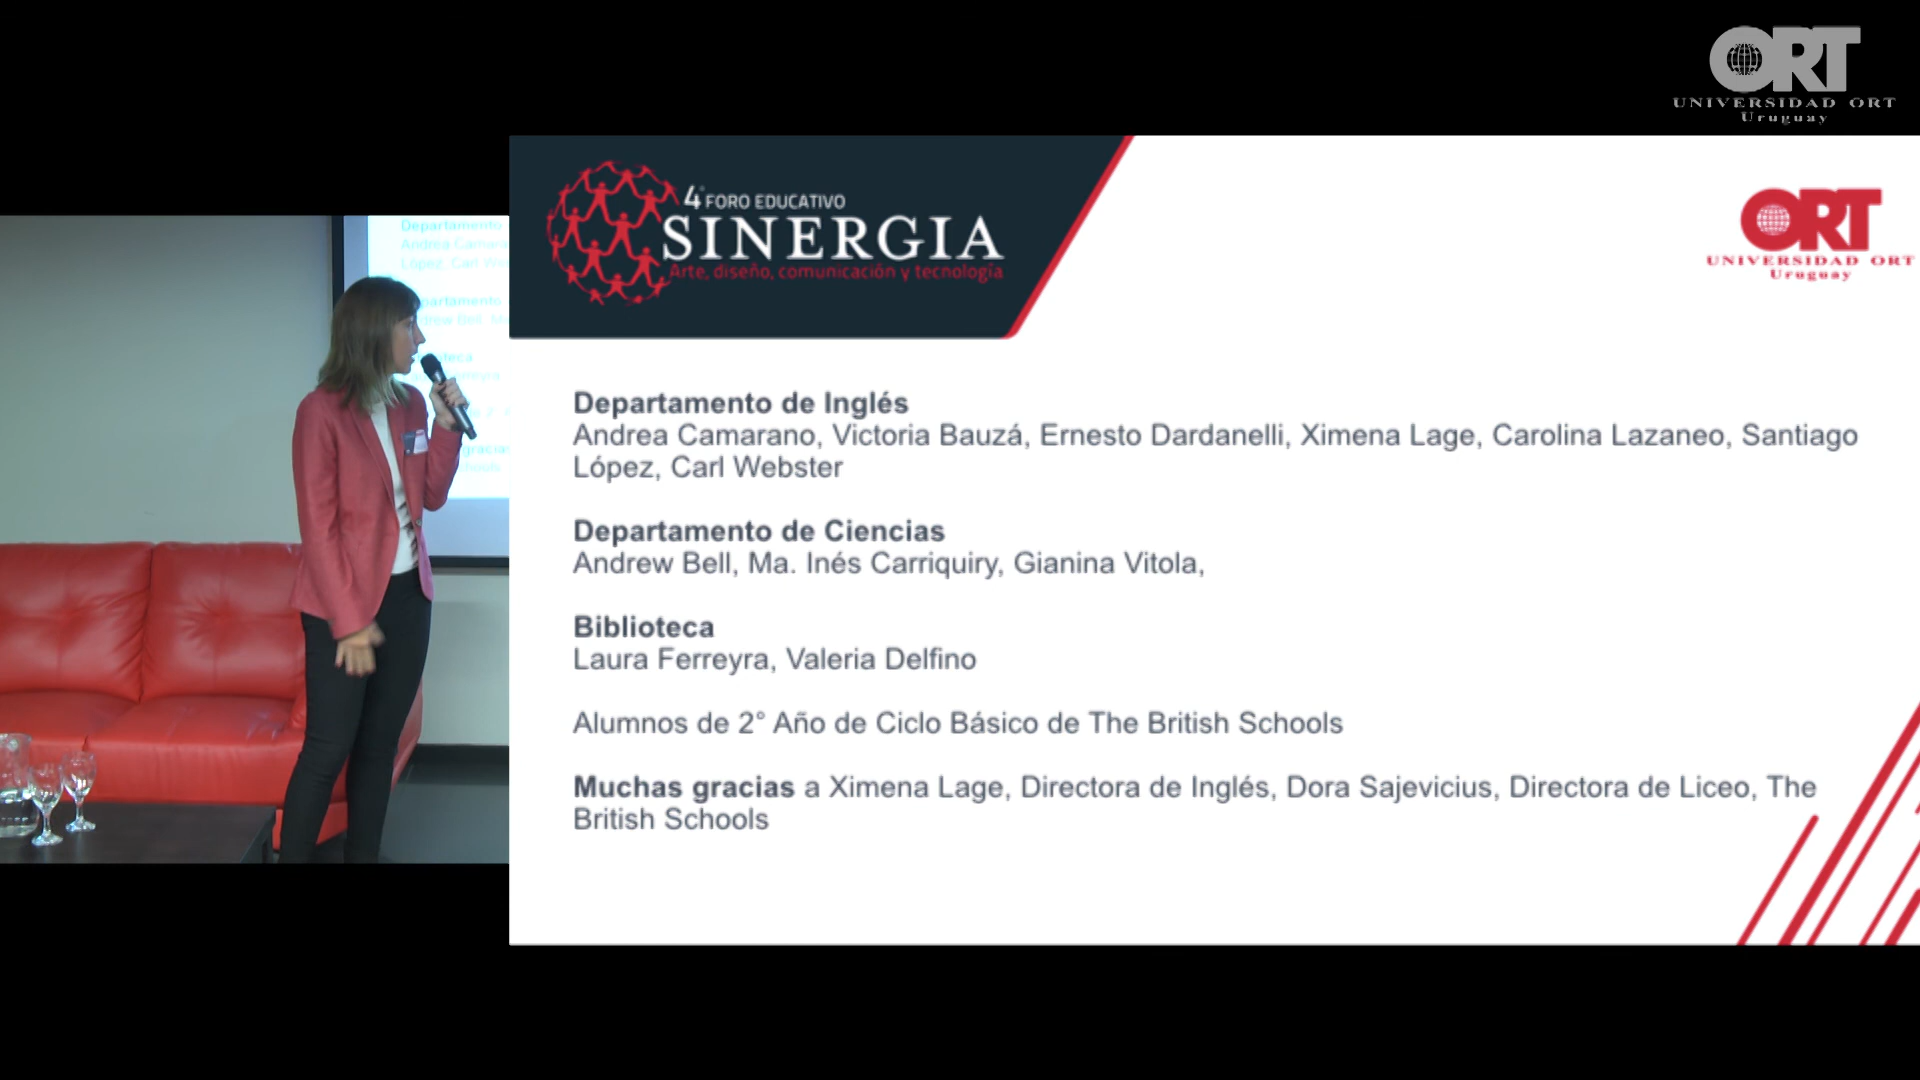 ORT
UNIVERSIDAD ORT
Uruguay
4° FORO EDUCATIVO
SINERGIA
Arte, diseño, comunicación y tecnología
ORT
UNIVERSIDAD ORT
Uruguay
Departamento de Inglés
Andrea Camarano, Victoria Bauzá, Ernesto Dardanelli, Ximena Lage, Carolina Lazaneo, Santiago
López, Carl Webster
Departamento de Ciencias
Andrew Bell, Ma. Inés Carriquiry, Gianina Vitola,
Biblioteca
Laura Ferreyra, Valeria Delfino
Alumnos de 2° Año de Ciclo Básico de The British Schools
Muchas gracias a Ximena Lage, Directora de Inglés, Dora Sajevicius, Directora de Liceo, The
British Schools